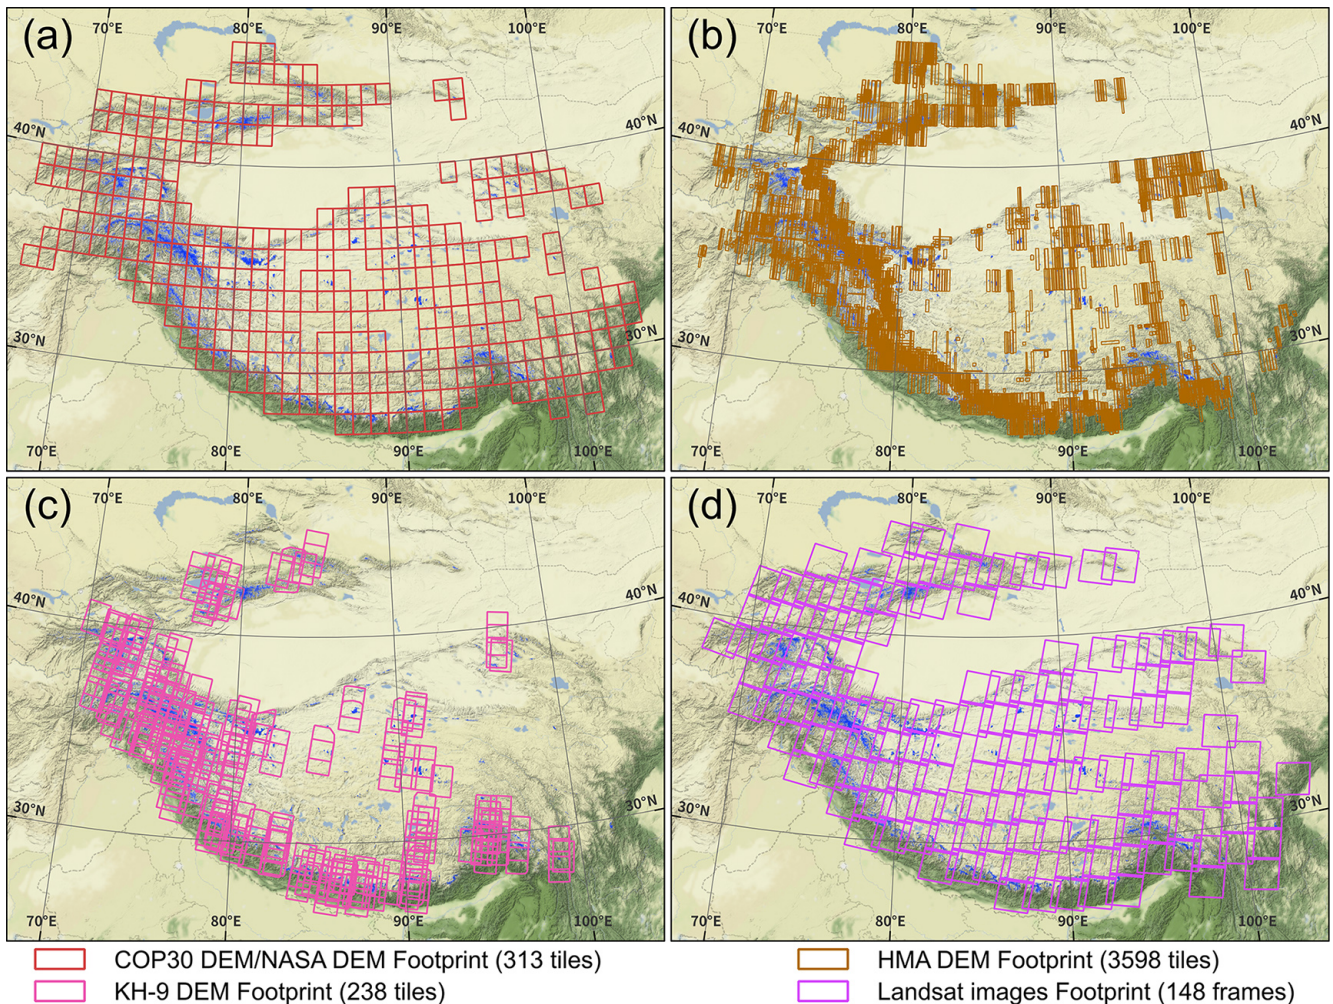 (a) 70°E 80°E 90°E 100°E
40°N 40°N
30°N 30°N
70°E 80°E 90°E 100°E
(b) 70°E 80°E 90°E 100°E
40°N 40°N
30°N 30°N
70°E 80°E 90°E 100°E
(c) 70°E 80°E 90°E 100°E
40°N 40°N
30°N 30°N
70°E 80°E 90°E 100°E
(d) 70°E 80°E 90°E 100°E
40°N 40°N
30°N 30°N
70°E 80°E 90°E 100°E
COP30 DEM/NASA DEM Footprint (313 tiles)
HMA DEM Footprint (3598 tiles)
KH-9 DEM Footprint (238 tiles)
Landsat images Footprint (148 frames)